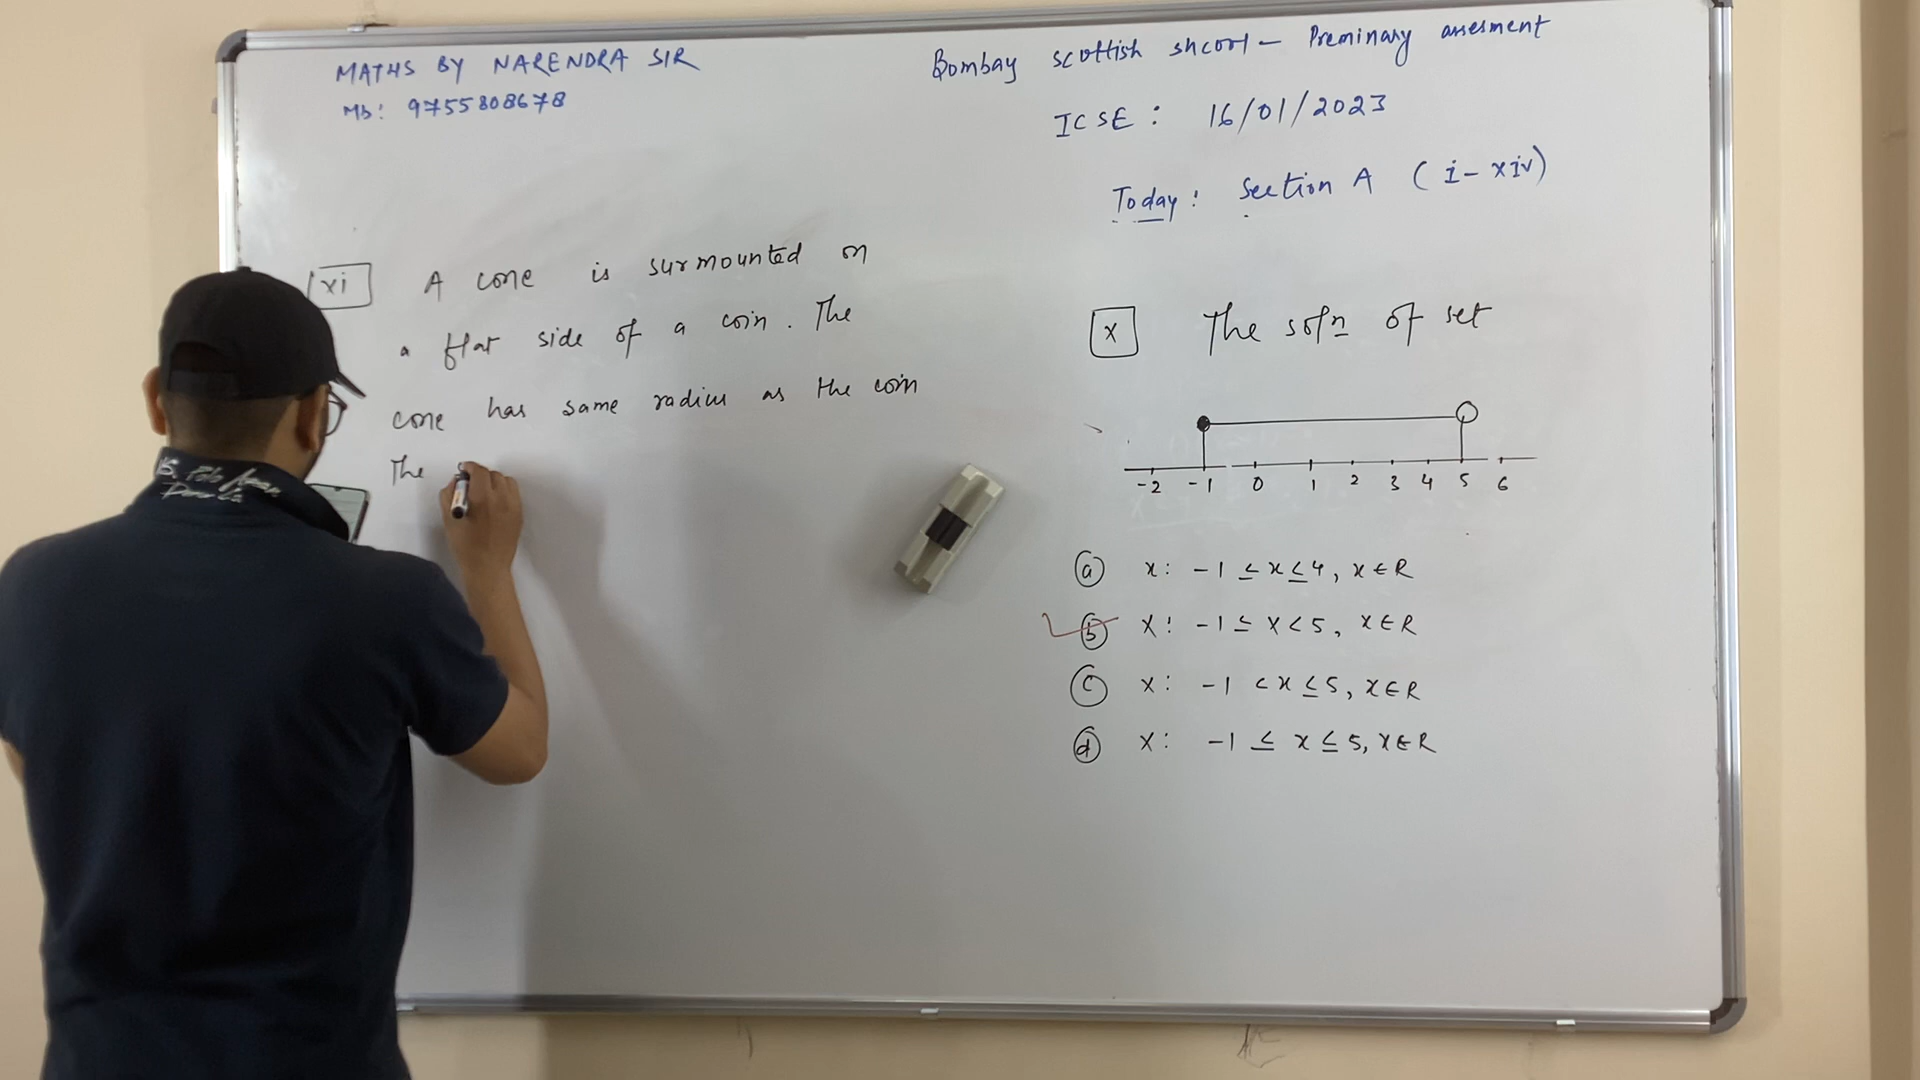 MATHS BY NARENDRA SIR
Mb: 9755808678
Bombay scottish shcool - Preminary assesment
ICSE: 16/01/2023
Today: Section A (i - xiv)
xi A cone is surmounted on
a flat side of a coin. The
cone has same radius as the coin
The s
x The soln of set
-2 -1 0 1 2 3 4 5 6
(a) x: -1 ≤ x ≤ 4, x ∈ R
(b) x: -1 ≤ x < 5, x ∈ R
(c) x: -1 < x ≤ 5, x ∈ R
(d) x: -1 ≤ x ≤ 5, x ∈ R